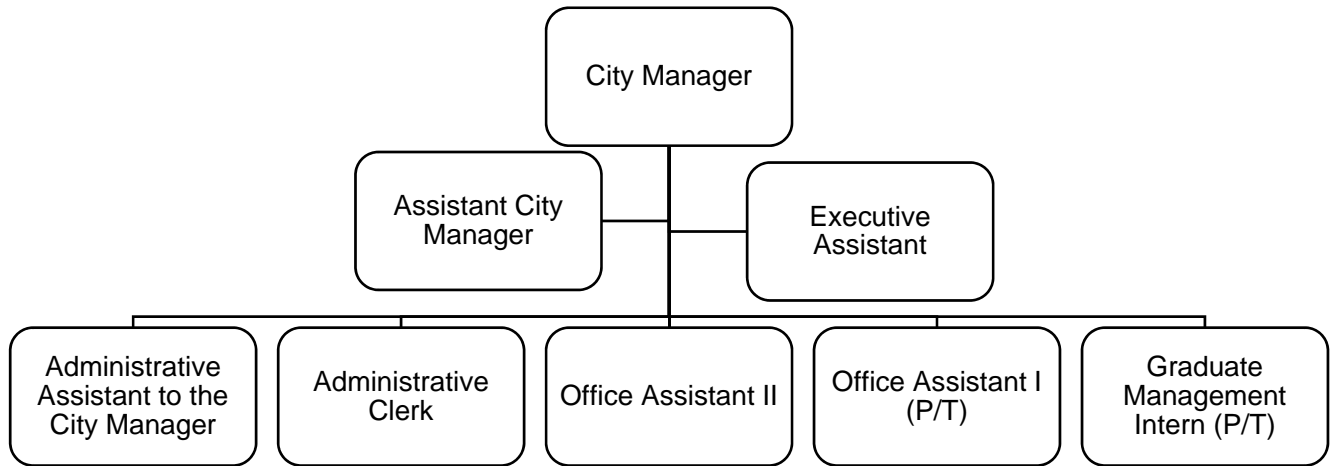 City Manager
Assistant City
Manager
Executive
Assistant
Administrative
Assistant to the
City Manager
Administrative
Clerk
Office Assistant II
Office Assistant I
(P/T)
Graduate
Management
Intern (P/T)